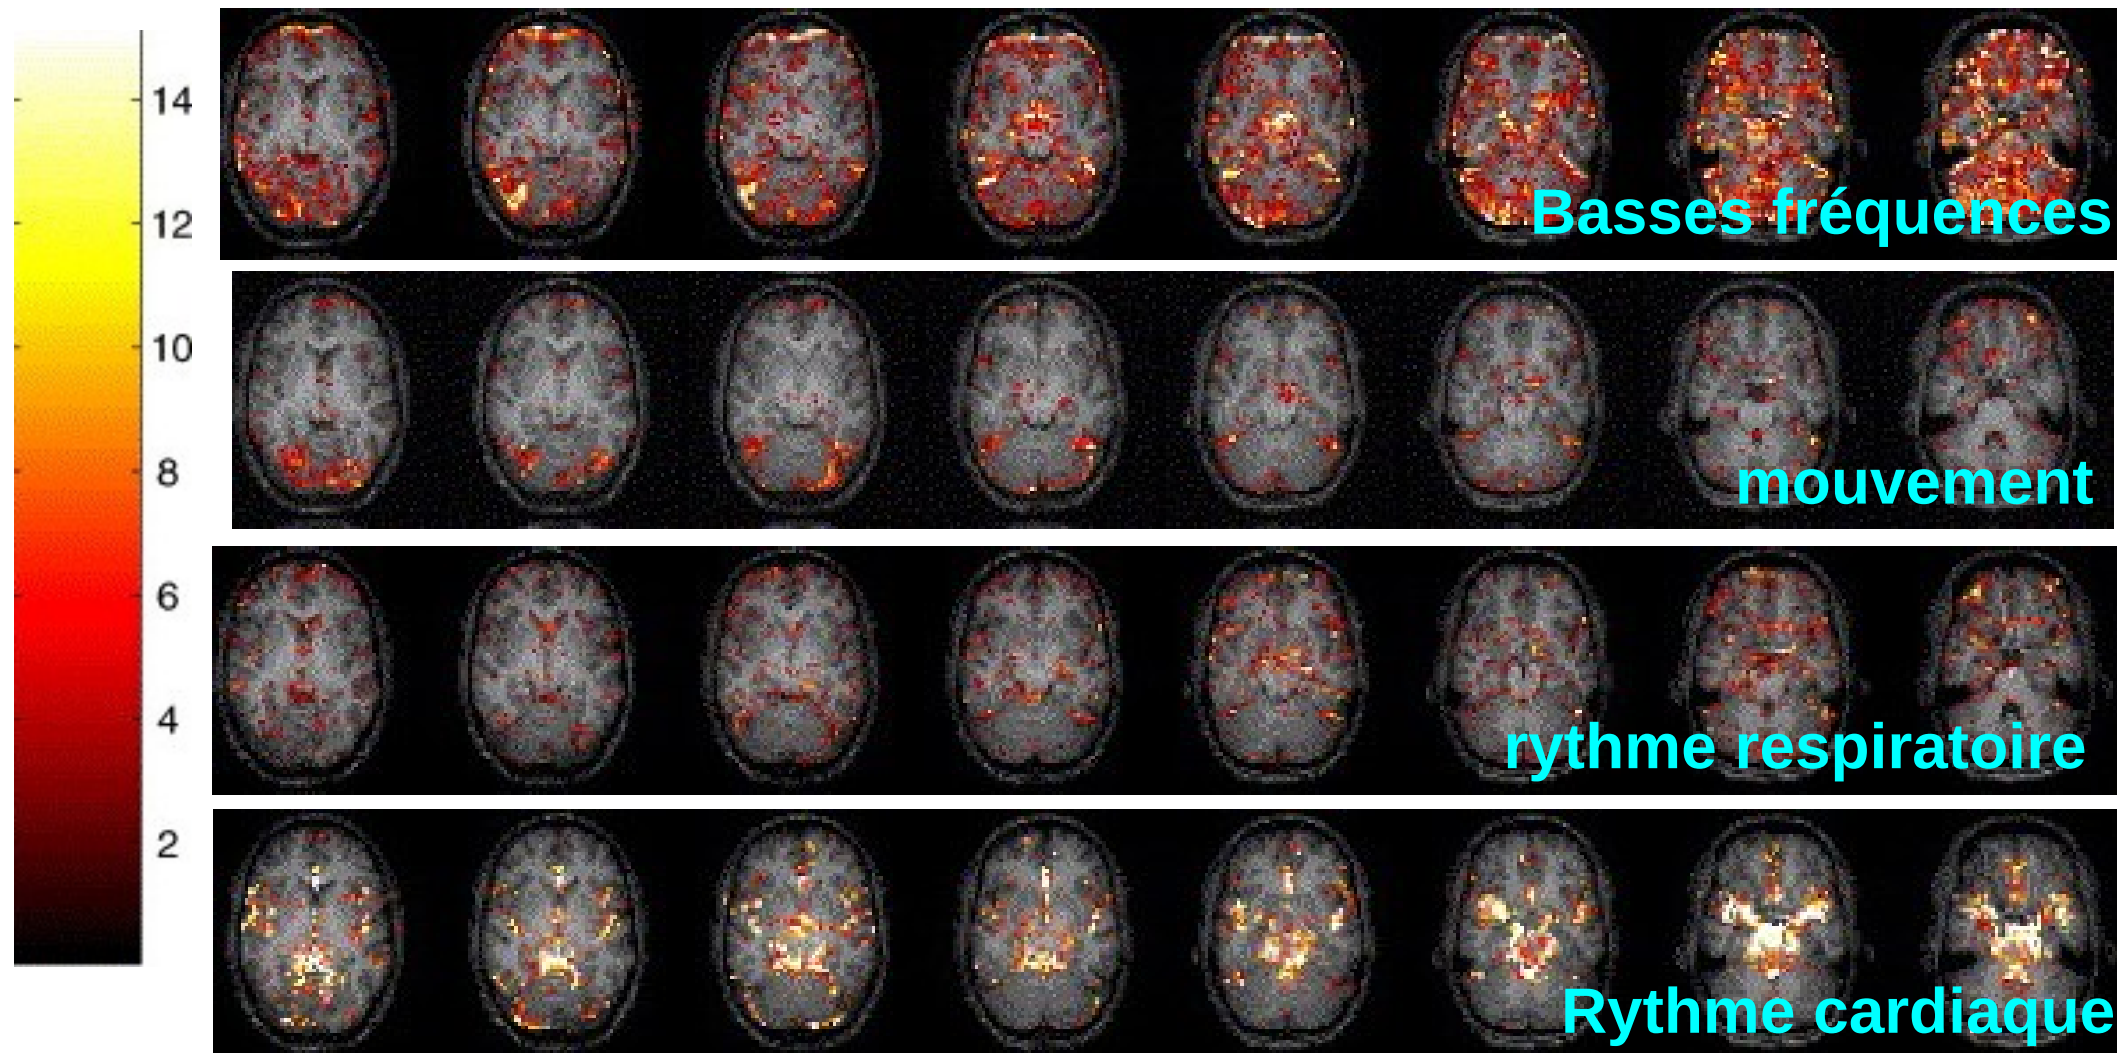 14
12
10
8
6
4
2
Basses fréquences
mouvement
rythme respiratoire
Rythme cardiaque